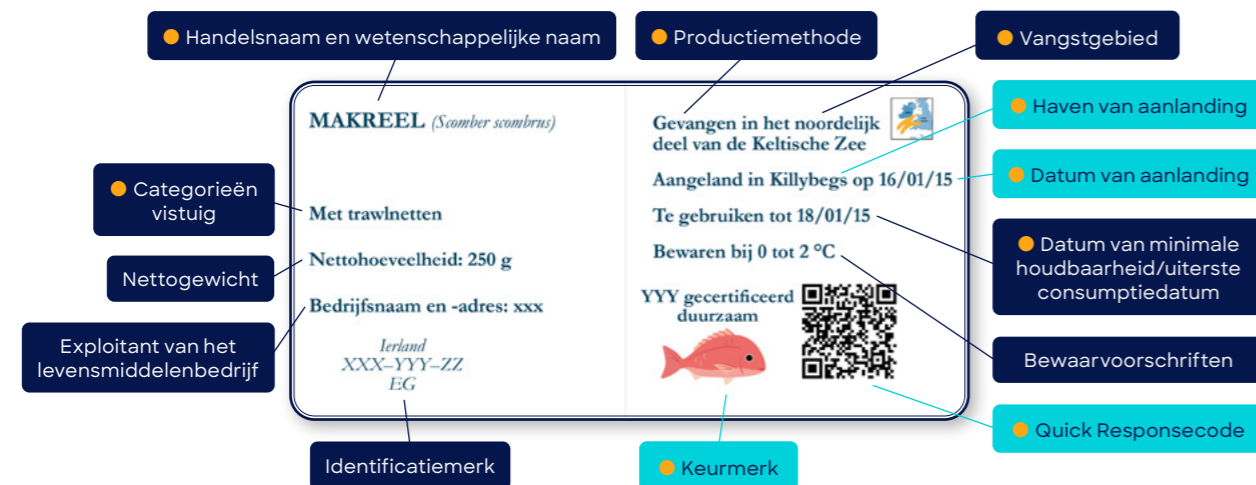 Handelsnaam en wetenschappelijke naam
Productiemethode
Vangstgebied
Haven van aanlanding
Datum van aanlanding
Datum van minimale
houdbaarheid/uiterste
consumptiedatum
Bewaarvoorschriften
Quick Responsecode
Categorieën
vistuig
Nettogewicht
Exploitant van het
levensmiddelenbedrijf
Identificatiemerk
Keurmerk
MAKREEL (Scomber scombrus)
Met trawlnetten
Nettohoeveelheid: 250 g
Bedrijfsnaam en -adres: xxx
Ierland
XXX–YYY–ZZ
EG
Gevangen in het noordelijk
deel van de Keltische Zee
Aangeland in Killybegs op 16/01/15
Te gebruiken tot 18/01/15
Bewaren bij 0 tot 2 °C
YYY gecertificeerd
duurzaam